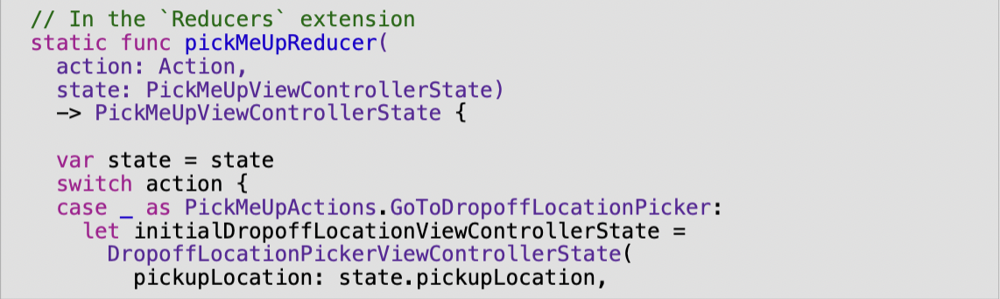 // In the `Reducers` extension
static func pickMeUpReducer(
action: Action,
state: PickMeUpViewControllerState)
-> PickMeUpViewControllerState {
var state = state
switch action {
case _ as PickMeUpActions.GoToDropoffLocationPicker:
let initialDropoffLocationViewControllerState =
DropoffLocationPickerViewControllerState(
pickupLocation: state.pickupLocation,